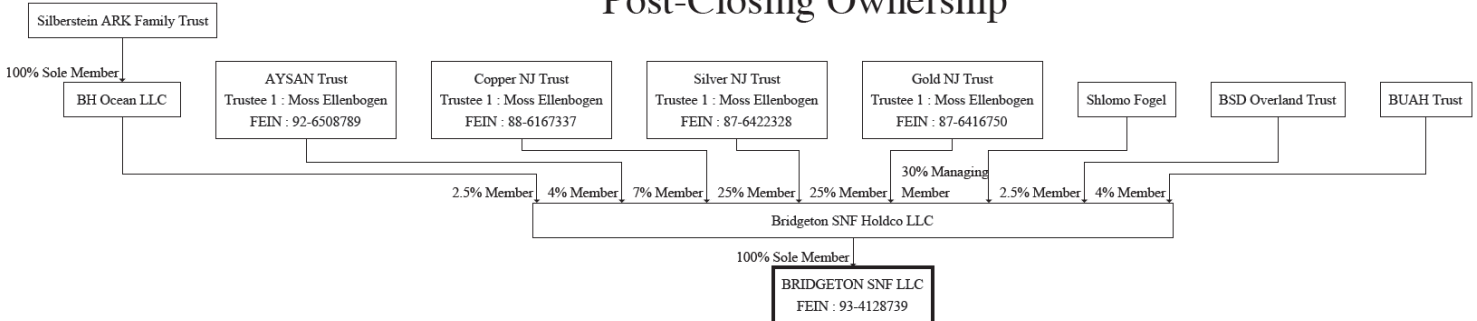 Post-Closing Ownership
Silberstein ARK Family Trust
100% Sole Member
BH Ocean LLC
AYSAN Trust
Trustee 1 : Moss Ellenbogen
FEIN : 92-6508789
Copper NJ Trust
Trustee 1 : Moss Ellenbogen
FEIN : 88-6167337
Silver NJ Trust
Trustee 1 : Moss Ellenbogen
FEIN : 87-6422328
Gold NJ Trust
Trustee 1 : Moss Ellenbogen
FEIN : 87-6416750
Shlomo Fogel
BSD Overland Trust
BUAH Trust
2.5% Member
4% Member
7% Member
25% Member
25% Member
30% Managing
Member
2.5% Member
4% Member
Bridgeton SNF Holdco LLC
100% Sole Member
BRIDGETON SNF LLC
FEIN : 93-4128739